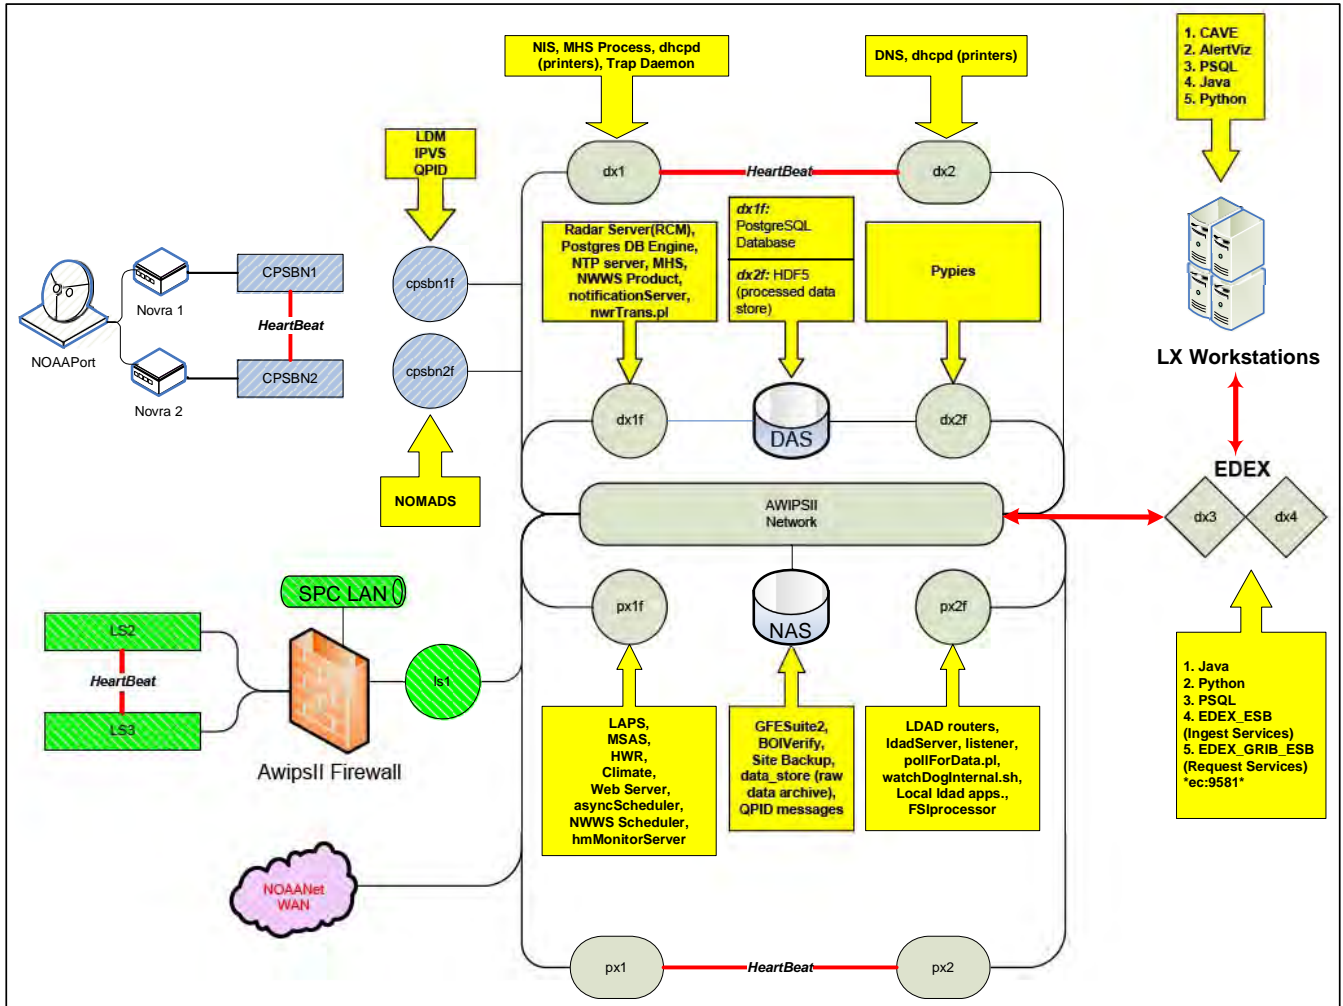 NIS, MHS Process, dhcpd
(printers), Trap Daemon
DNS, dhcpd (printers)
1. CAVE
2. AlertViz
3. PSQL
4. Java
5. Python
LDM
IPVS
QPID
dx1
HeartBeat
dx2
Radar Server(RCM),
Postgres DB Engine,
NTP server, MHS,
NWWS Product,
notificationServer,
nwrTrans.pl
dx1f:
PostgreSQL
Database
dx2f: HDF5
(processed data
store)
Pypies
NOAAPort
Novra 1
Novra 2
CPSBN1
HeartBeat
CPSBN2
cpsbn1f
cpsbn2f
NOMADS
dx1f
DAS
dx2f
LX Workstations
EDEX
dx3
dx4
AWIPSII
Network
SPC LAN
LS2
HeartBeat
LS3
AwipsII Firewall
ls1
px1f
NAS
px2f
LAPS,
MSAS,
HWR,
Climate,
Web Server,
asyncScheduler,
NWWS Scheduler,
hmMonitorServer
GFESuite2,
BOIVerify,
Site Backup,
data_store (raw
data archive),
QPID messages
LDAD routers,
ldadServer, listener,
pollForData.pl,
watchDogInternal.sh,
Local ldad apps.,
FSIprocessor
1. Java
2. Python
3. PSQL
4. EDEX_ESB
(Ingest Services)
5. EDEX_GRIB_ESB
(Request Services)
*ec:9581*
NOAANet
WAN
px1
HeartBeat
px2